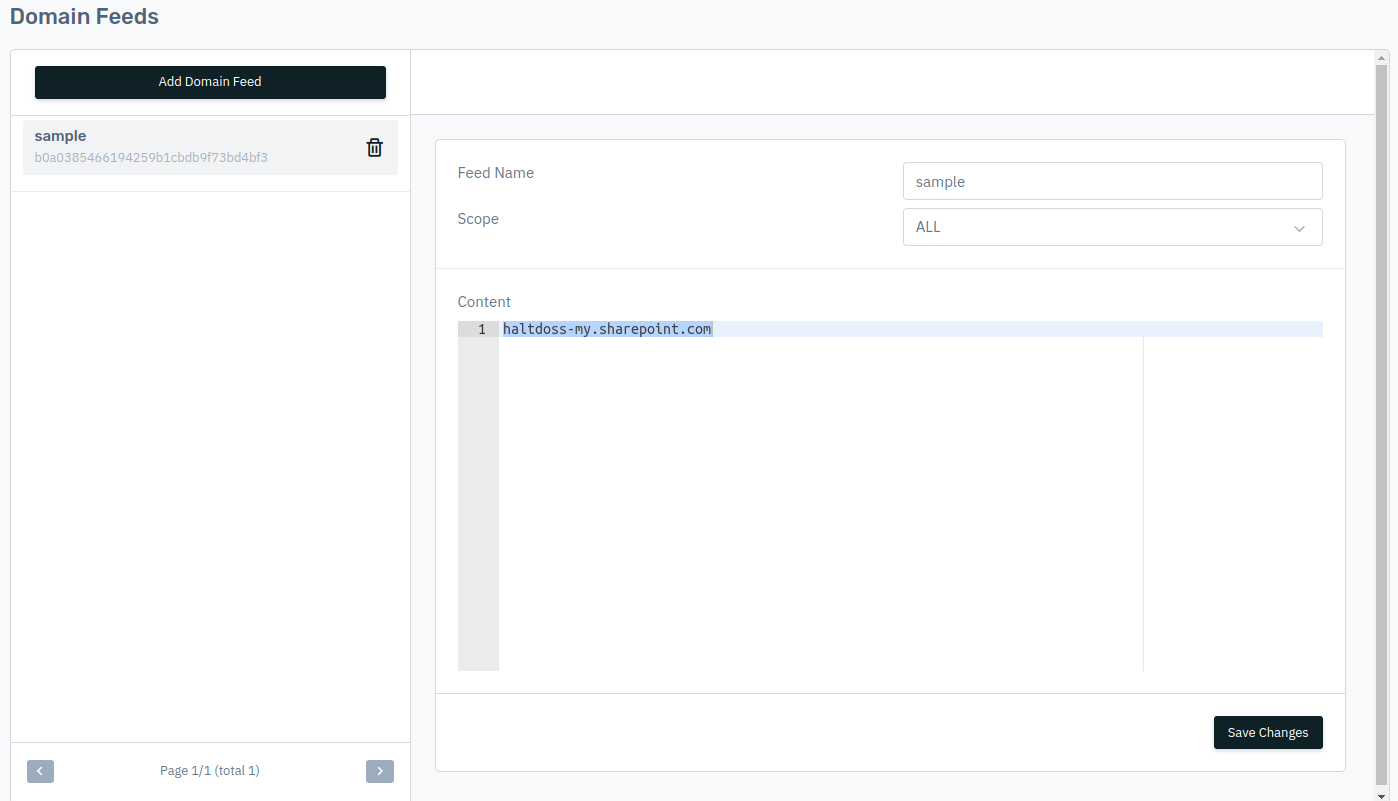 Domain Feeds
Add Domain Feed
sample
b0a0385466194259b1cbdb9f73bd4bf3
Page 1/1 (total 1)
Feed Name
sample
Scope
ALL
Content
1 haltdoss-my.sharepoint.com
Save Changes